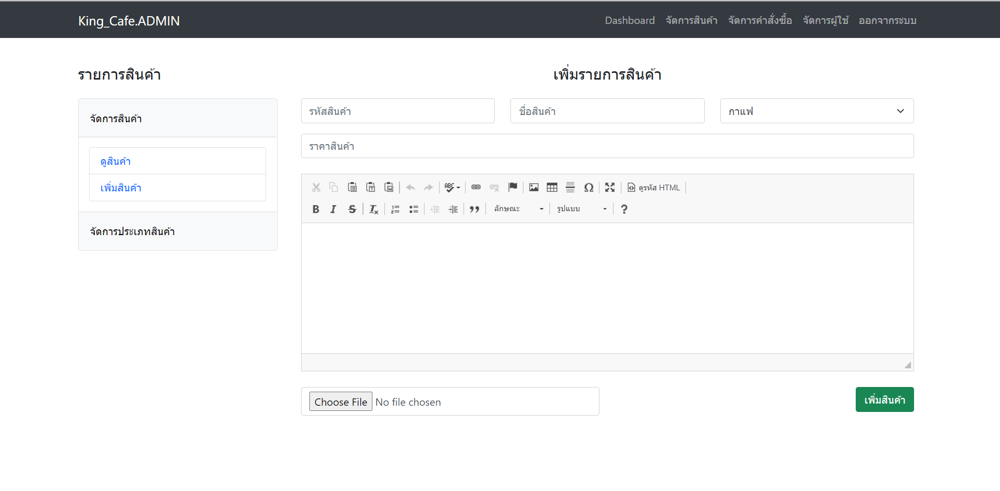 King_Cafe.ADMIN
Dashboard จัดการสินค้า จัดการคำสั่งซื้อ จัดการผู้ใช้ ออกจากระบบ
รายการสินค้า
จัดการสินค้า
ดูสินค้า
เพิ่มสินค้า
จัดการประเภทสินค้า
เพิ่มรายการสินค้า
รหัสสินค้า ชื่อสินค้า กาแฟ
ราคาสินค้า
ABC Ω ดูรหัส HTML
B I S Tx ลักษณะ รูปแบบ ?
Choose File No file chosen เพิ่มสินค้า